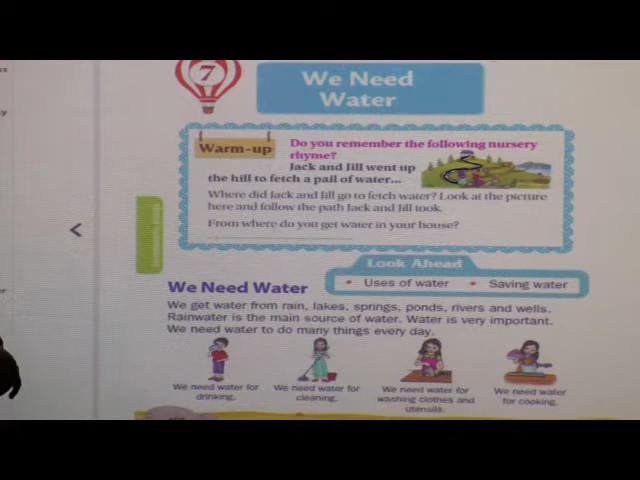 7
We Need
Water
Warm-up
Do you remember the following nursery
rhyme?
Jack and Jill went up
the hill to fetch a pail of water...
Where did Jack and Jill go to fetch water? Look at the picture
here and follow the path Jack and Jill took.
From where do you get water in your house?
Look Ahead
• Uses of water • Saving water
We Need Water
We get water from rain, lakes, springs, ponds, rivers and wells.
Rainwater is the main source of water. Water is very important.
We need water to do many things every day.
We need water for
drinking.
We need water for
cleaning.
We need water for
washing clothes and
utensils.
We need water
for cooking.